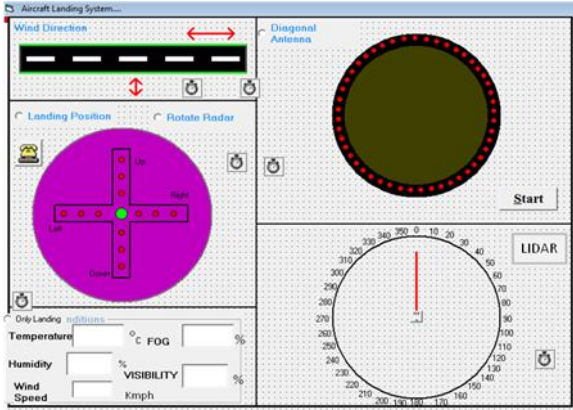 Aircraft Landing System....
Wind Direction
Diagonal
Antenna
Landing Position
Rotate Radar
Up
Right
Left
Down
Start
LIDAR
350 0 10
340 20
330 30
320 40
310 50
300 60
290 70
280 80
270 90
260 100
250 110
240 120
230 130
220 140
210 150
200 160
190 180 170
Only Landing nditions
Temperature °C FOG %
Humidity % VISIBILITY %
Wind
Speed Kmph